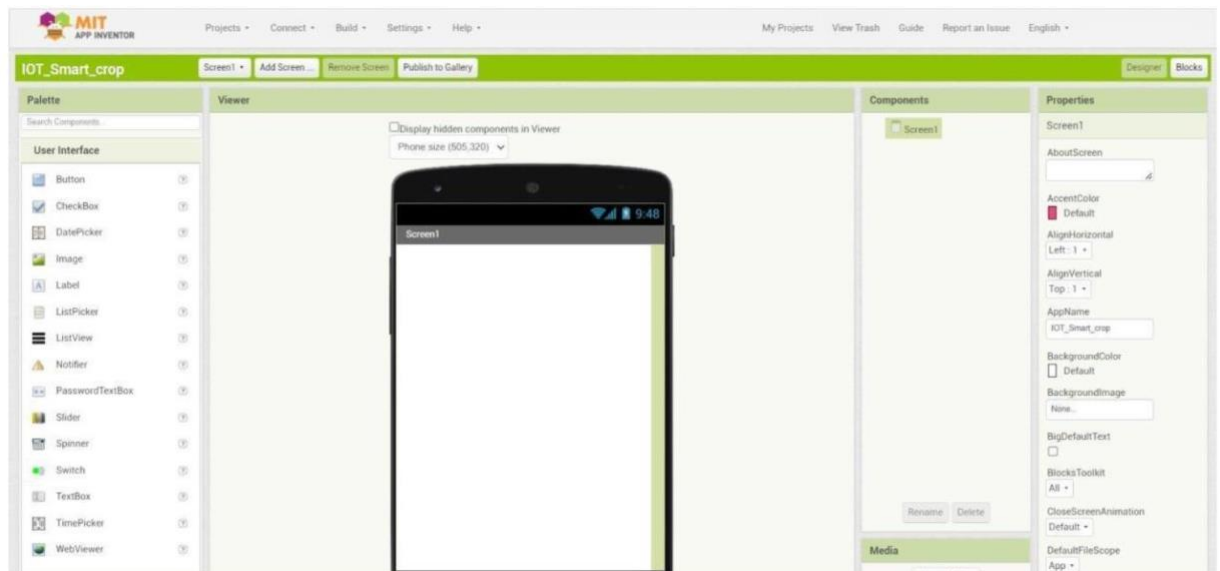 MIT
APP INVENTOR
Projects Connect Build Settings Help
My Projects View Trash Guide Report an Issue English
IOT_Smart_crop
Screen1 Add Screen ... Remove Screen Publish to Gallery
Designer Blocks
Palette
Search Components...
User Interface
Button
CheckBox
DatePicker
Image
Label
ListPicker
ListView
Notifier
PasswordTextBox
Slider
Spinner
Switch
TextBox
TimePicker
WebViewer
Viewer
Display hidden components in Viewer
Phone size (505,320)
9:48
Screen1
Components
Screen1
Rename Delete
Media
Properties
Screen1
AboutScreen
AccentColor
Default
AlignHorizontal
Left : 1
AlignVertical
Top : 1
AppName
IOT_Smart_crop
BackgroundColor
Default
BackgroundImage
None...
BigDefaultText
BlocksToolkit
All
CloseScreenAnimation
Default
DefaultFileScope
App